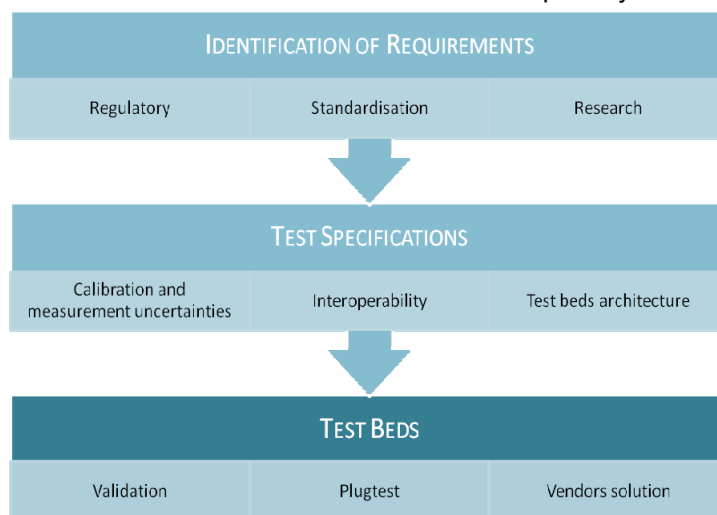 IDENTIFICATION OF REQUIREMENTS
Regulatory
Standardisation
Research
TEST SPECIFICATIONS
Calibration and
measurement uncertainties
Interoperability
Test beds architecture
TEST BEDS
Validation
Plugtest
Vendors solution